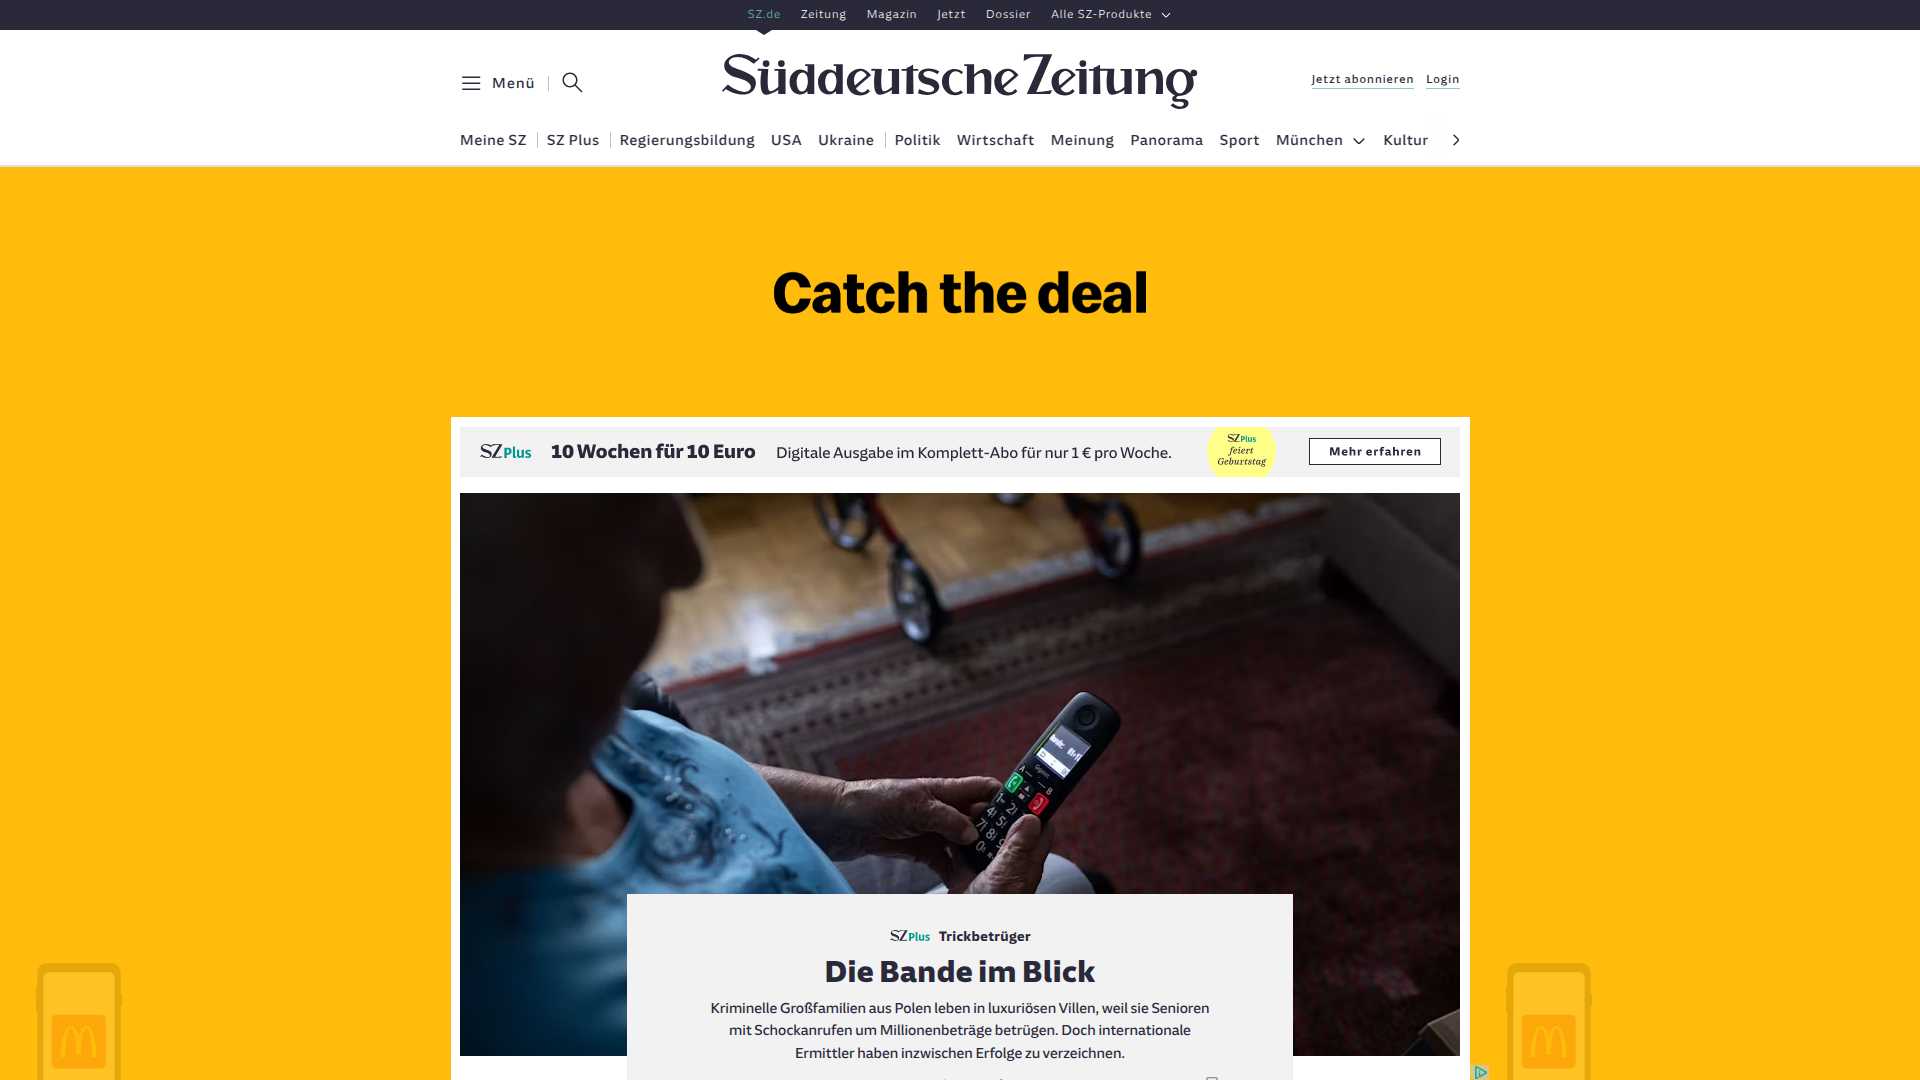 SZ.de Zeitung Magazin Jetzt Dossier Alle SZ-Produkte
Menü
Süddeutsche Zeitung
Jetzt abonnieren Login
Meine SZ SZ Plus Regierungsbildung USA Ukraine Politik Wirtschaft Meinung Panorama Sport München Kultur
Catch the deal
SZ Plus 10 Wochen für 10 Euro Digitale Ausgabe im Komplett-Abo für nur 1 € pro Woche.
SZ Plus
feiert
Geburtstag
Mehr erfahren
SZ Plus Trickbetrüger
Die Bande im Blick
Kriminelle Großfamilien aus Polen leben in luxuriösen Villen, weil sie Senioren
mit Schockanrufen um Millionenbeträge betrügen. Doch internationale
Ermittler haben inzwischen Erfolge zu verzeichnen.